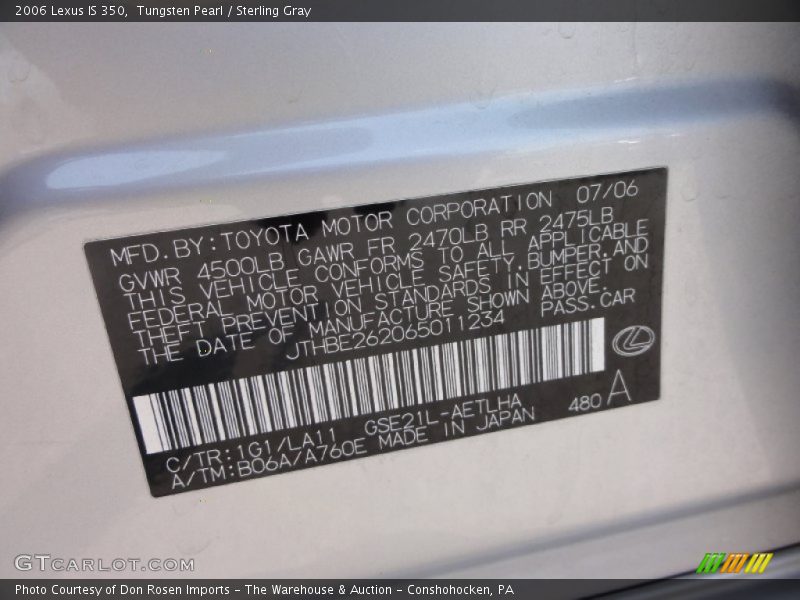 2006 Lexus IS 350, Tungsten Pearl / Sterling Gray
MFD. BY: TOYOTA MOTOR CORPORATION 07/06
GVWR 4500LB GAWR FR 2470LB RR 2475LB
THIS VEHICLE CONFORMS TO ALL APPLICABLE
FEDERAL MOTOR VEHICLE SAFETY, BUMPER, AND
THEFT PREVENTION STANDARDS IN EFFECT ON
THE DATE OF MANUFACTURE SHOWN ABOVE.
JTHBE262065011234 PASS. CAR
C/TR: 1G1/LA11 GSE21L-AETLHA 480 A
A/TM: B06A/A760E MADE IN JAPAN
GTCARLOT.COM
Photo Courtesy of Don Rosen Imports - The Warehouse & Auction - Conshohocken, PA